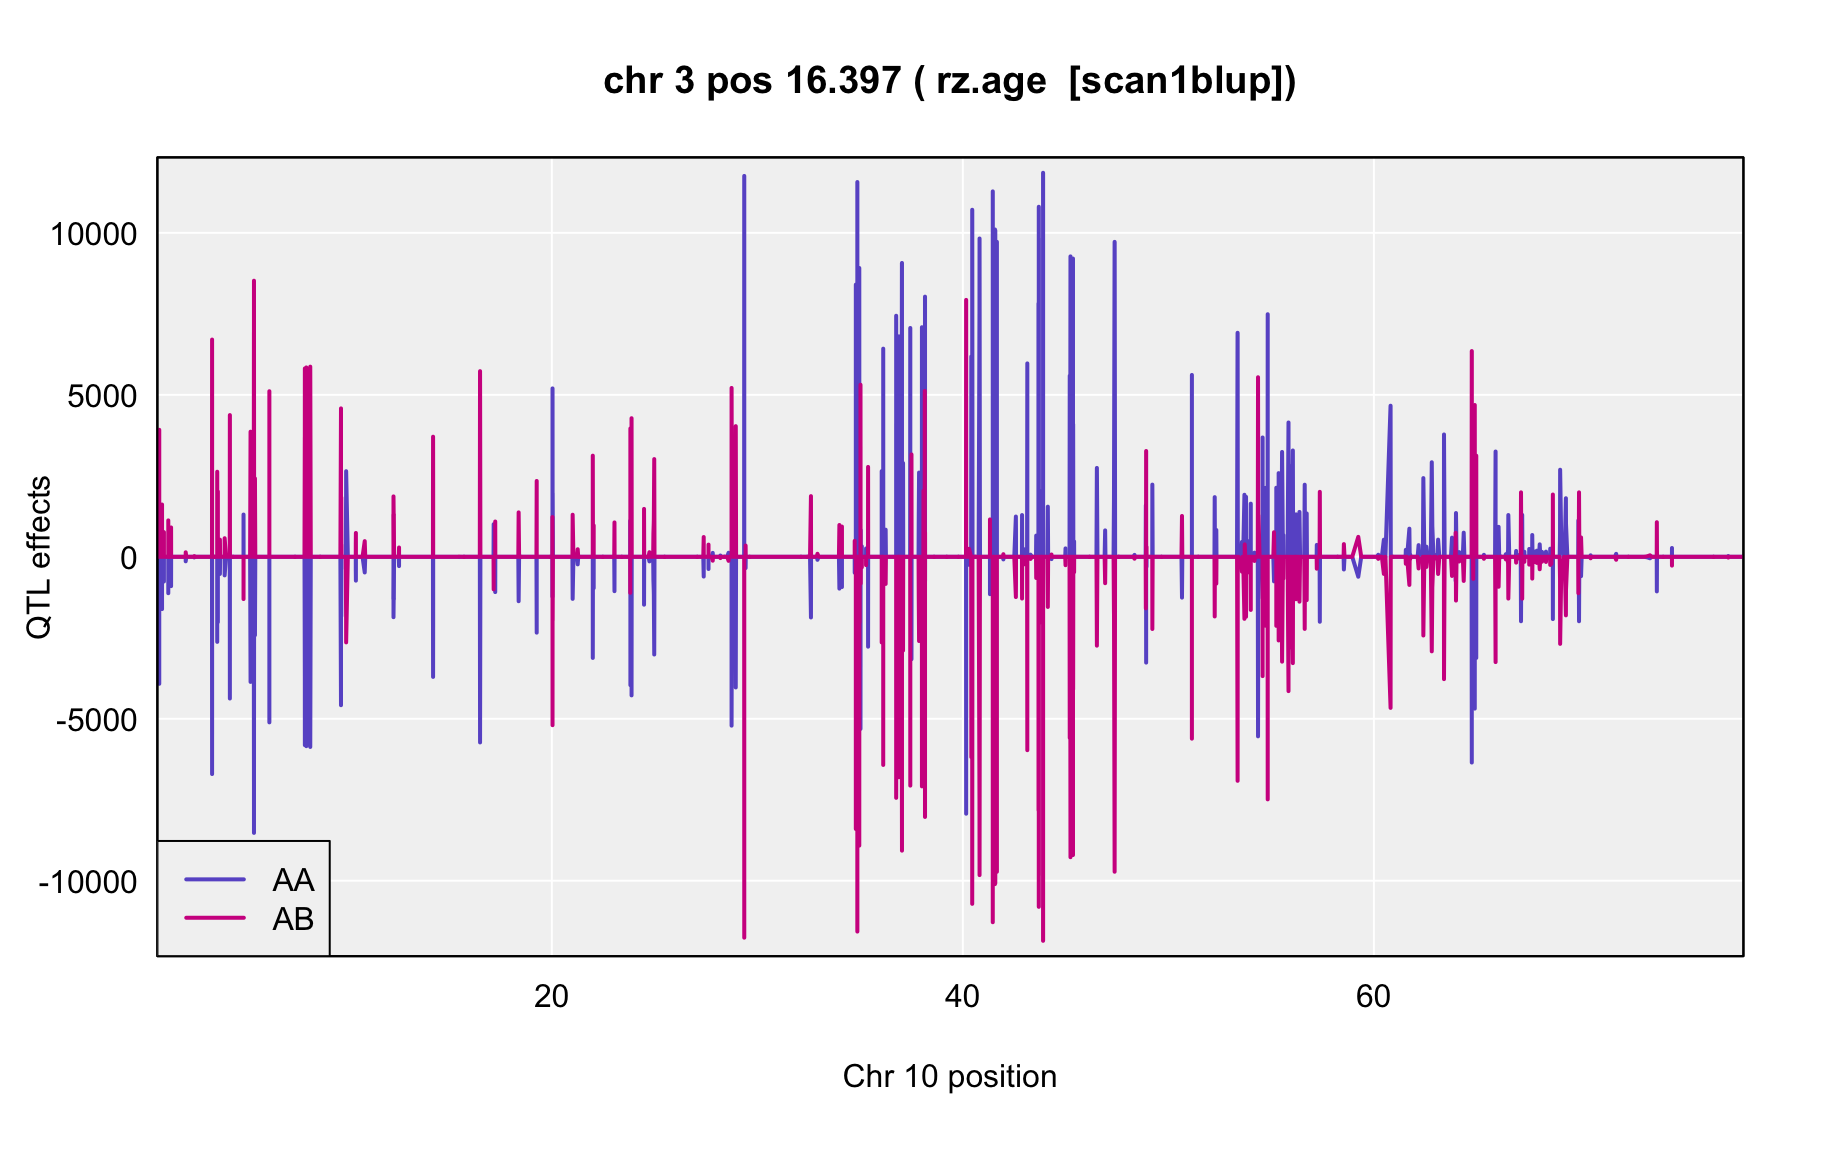 chr 3 pos 16.397 ( rz.age  [scan1blup])
QTL effects
10000
5000
0
-5000
-10000
AA
AB
20
40
60
Chr 10 position